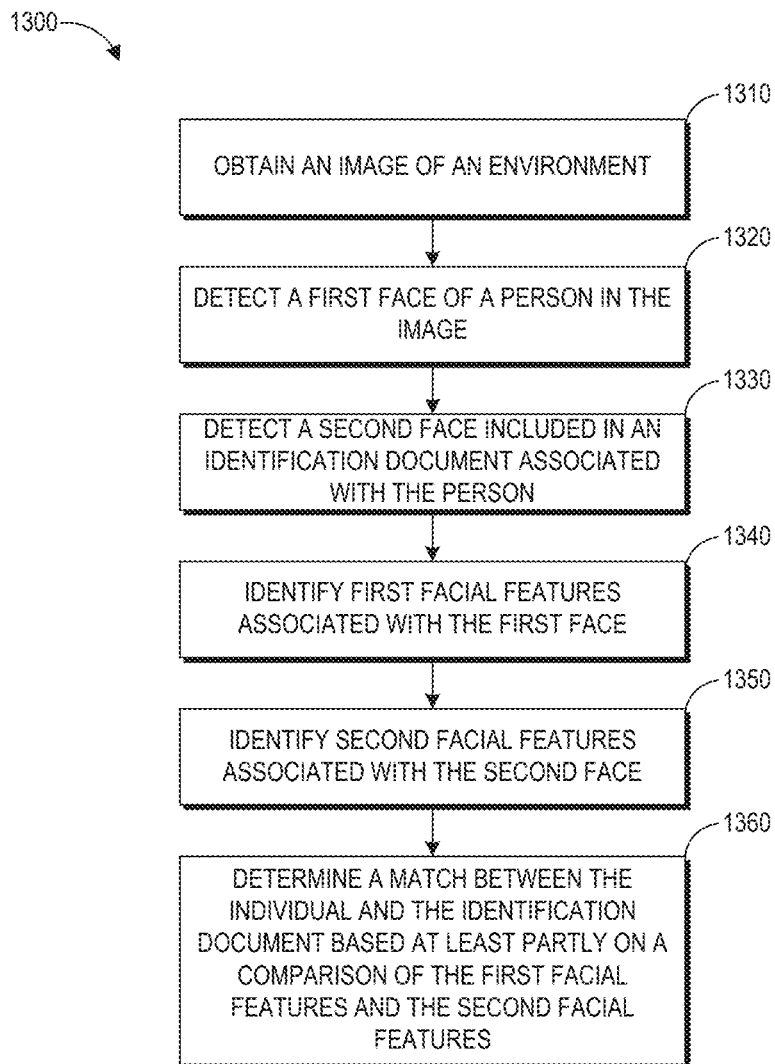 1300
1310
OBTAIN AN IMAGE OF AN ENVIRONMENT
1320
DETECT A FIRST FACE OF A PERSON IN THE
IMAGE
1330
DETECT A SECOND FACE INCLUDED IN AN
IDENTIFICATION DOCUMENT ASSOCIATED
WITH THE PERSON
1340
IDENTIFY FIRST FACIAL FEATURES
ASSOCIATED WITH THE FIRST FACE
1350
IDENTIFY SECOND FACIAL FEATURES
ASSOCIATED WITH THE SECOND FACE
1360
DETERMINE A MATCH BETWEEN THE
INDIVIDUAL AND THE IDENTIFICATION
DOCUMENT BASED AT LEAST PARTLY ON A
COMPARISON OF THE FIRST FACIAL
FEATURES AND THE SECOND FACIAL
FEATURES